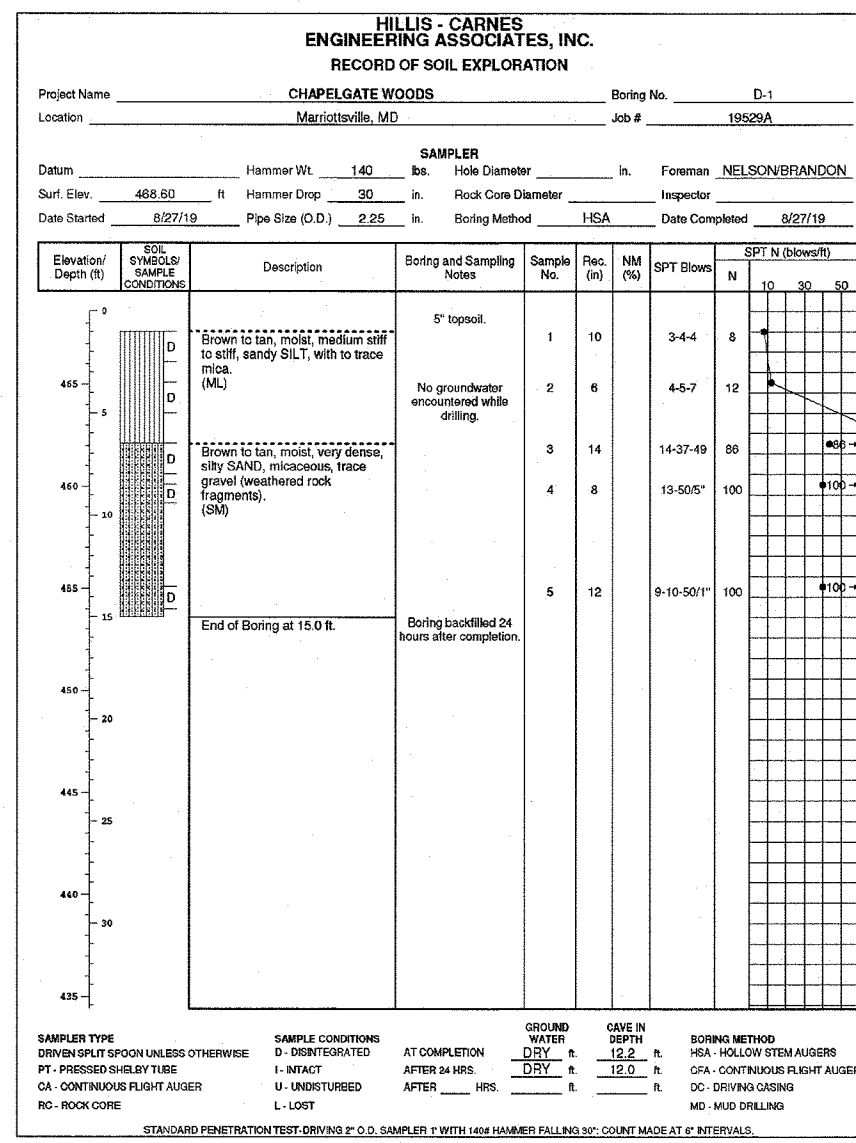 HILLIS - CARNES
ENGINEERING ASSOCIATES, INC.
RECORD OF SOIL EXPLORATION
Project Name CHAPELGATE WOODS Boring No. D-1
Location Marriottsville, MD Job # 19529A
SAMPLER
Datum Hammer Wt. 140 lbs. Hole Diameter in. Foreman NELSON/BRANDON
Surf. Elev. 468.60 ft Hammer Drop 30 in. Rock Core Diameter Inspector
Date Started 8/27/19 Pipe Size (O.D.) 2.25 in. Boring Method HSA Date Completed 8/27/19
Elevation/ Depth (ft)
SOIL SYMBOLS/ SAMPLE CONDITIONS
Description
Boring and Sampling Notes
Sample No.
Rec. (in)
NM (%)
SPT Blows
SPT N (blows/ft)
N 10 30 50
0
5" topsoil.
D
Brown to tan, moist, medium stiff
to stiff, sandy SILT, with to trace
mica.
(ML)
1 10 3-4-4 8
465
D
No groundwater
encountered while
drilling.
2 6 4-5-7 12
5
D
Brown to tan, moist, very dense,
silty SAND, micaceous, trace
gravel (weathered rock
fragments).
(SM)
3 14 14-37-49 86 86
460
D
4 8 13-50/5" 100 100
10
455
D
5 12 9-10-50/1" 100 100
15
End of Boring at 15.0 ft.
Boring backfilled 24
hours after completion.
450
20
445
25
440
30
435
GROUND WATER CAVE IN DEPTH
SAMPLER TYPE SAMPLE CONDITIONS BORING METHOD
DRIVEN SPLIT SPOON UNLESS OTHERWISE D - DISINTEGRATED AT COMPLETION DRY ft. 12.2 ft. HSA - HOLLOW STEM AUGERS
PT - PRESSED SHELBY TUBE I - INTACT AFTER 24 HRS. DRY ft. 12.0 ft. CFA - CONTINUOUS FLIGHT AUGER
CA - CONTINUOUS FLIGHT AUGER U - UNDISTURBED AFTER HRS. ft. ft. DC - DRIVING CASING
RC - ROCK CORE L - LOST MD - MUD DRILLING
STANDARD PENETRATION TEST-DRIVING 2" O.D. SAMPLER 1' WITH 140# HAMMER FALLING 30": COUNT MADE AT 6" INTERVALS.